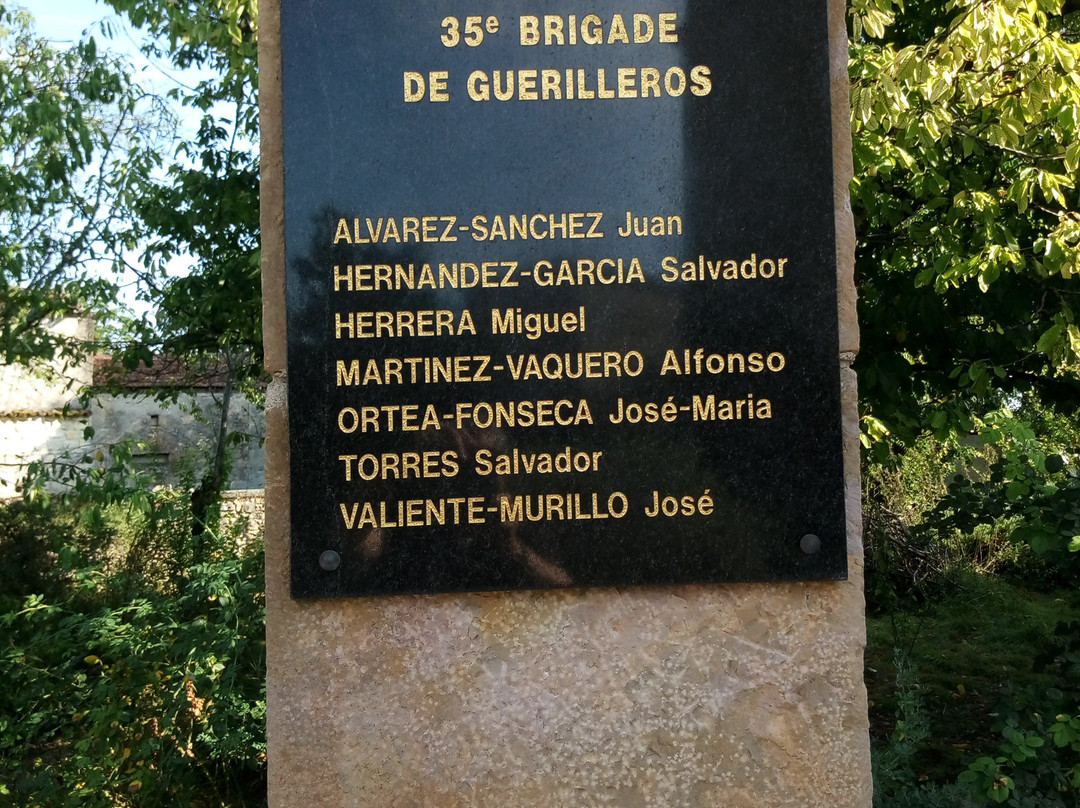 35e BRIGADE
DE GUERILLEROS
ALVAREZ-SANCHEZ Juan
HERNANDEZ-GARCIA Salvador
HERRERA Miguel
MARTINEZ-VAQUERO Alfonso
ORTEA-FONSECA José-Maria
TORRES Salvador
VALIENTE-MURILLO José